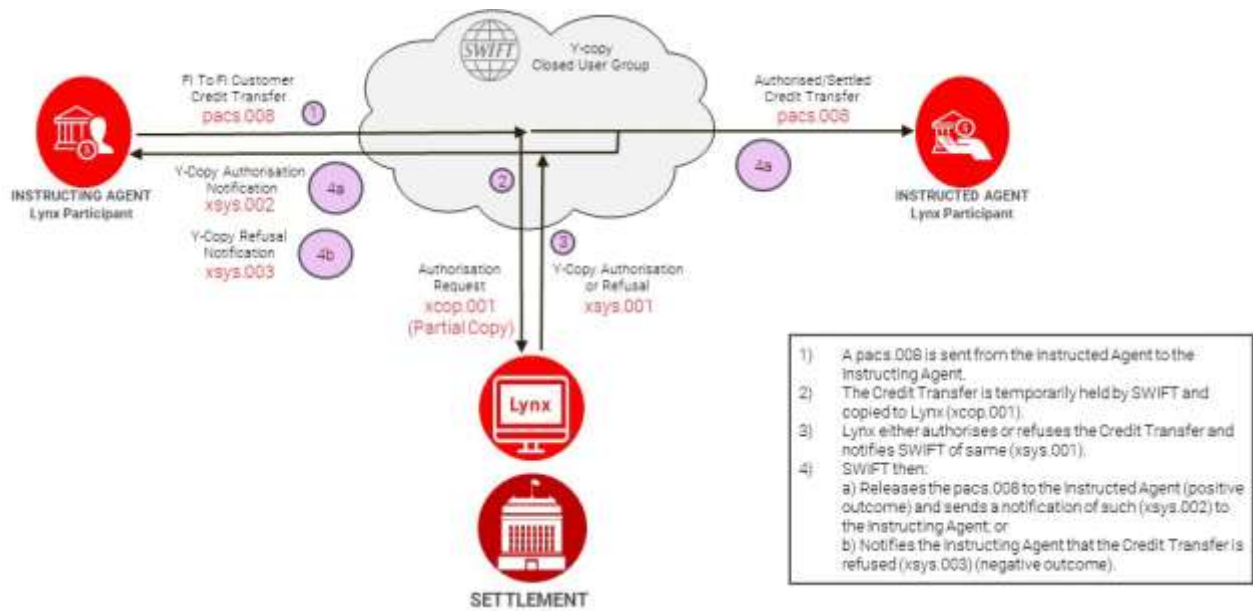 SWIFT
Y-copy
Closed User Group
FI To FI Customer
Credit Transfer
pacs.008
1
Authorised/Settled
Credit Transfer
pacs.008
4a
INSTRUCTING AGENT
Lynx Participant
Y-Copy Authorisation
Notification
xsys.002
4a
Y-Copy Refusal
Notification
xsys.003
4b
2
3
INSTRUCTED AGENT
Lynx Participant
Authorisation
Request
xcop.001
(Partial Copy)
Y-Copy Authorisation
or Refusal
xsys.001
Lynx
SETTLEMENT
1) A pacs.008 is sent from the Instructed Agent to the
Instructing Agent.
2) The Credit Transfer is temporarily held by SWIFT and
copied to Lynx (xcop.001).
3) Lynx either authorises or refuses the Credit Transfer and
notifies SWIFT of same (xsys.001).
4) SWIFT then:
a) Releases the pacs.008 to the Instructed Agent (positive
outcome) and sends a notification of such (xsys.002) to
the Instructing Agent; or
b) Notifies the Instructing Agent that the Credit Transfer is
refused (xsys.003) (negative outcome).